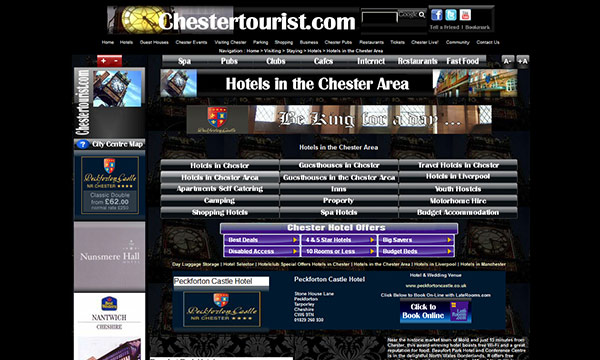 Chestertourist.com
Google
Search
Tell a friend | Bookmark
Home Hotels Guest Houses Chester Events Visiting Chester Parking Shopping Business Chester Pubs Restaurants Tickets Chester Live! Community Contact Us
Navigation : Home > Visiting > Staying > Hotels > Hotels in the Chester Area
Spa Pubs Clubs Cafes Internet Restaurants Fast Food
A- +A
Chestertourist.com
Hotels in the Chester Area
Peckforton Castle
Be King for a day ...
City Centre Map
Hotels in the Chester Area
Peckforton Castle
NR CHESTER
Classic Double
from £62.00
Hotels in Chester Guesthouses in Chester Travel Hotels in Chester
Hotels in Chester Area Guesthouses in the Chester Area Hotels in Liverpool
Apartments Self Catering Inns Youth Hostels
Camping Property Motorhome Hire
Shopping Hotels Spa Hotels Budget Accommodation
Chester Hotel Offers
Best Deals 4 & 5 Star Hotels Big Savers
Disabled Access 10 Rooms or Less Budget Beds
Nunsmere Hall
Day Luggage Storage | Hotel Selector | Hotelclub Special Offers Hotels in Chester | Hotels in the Chester Area | Hotels in Liverpool | Hotels in Manchester
Peckforton Castle Hotel
Peckforton Castle Hotel
Hotel & Wedding Venue
www.peckfortoncastle.co.uk
Stone House Lane
Peckforton
Tarporley
Cheshire
CW6 9TN
01829 260 930
Click Below to Book On-Line with LateRooms.com
Click to
Book Online
Peckforton Castle
NR CHESTER
Best Western
NANTWICH
CHESHIRE
Near the historic market town of Mold and just 10 minutes from
Chester, this award-winning hotel boasts free Wi-Fi and a great
reputation for food. Beaufort Park Hotel and Conference Centre
is in the delightful North Wales Borderlands. It offers free